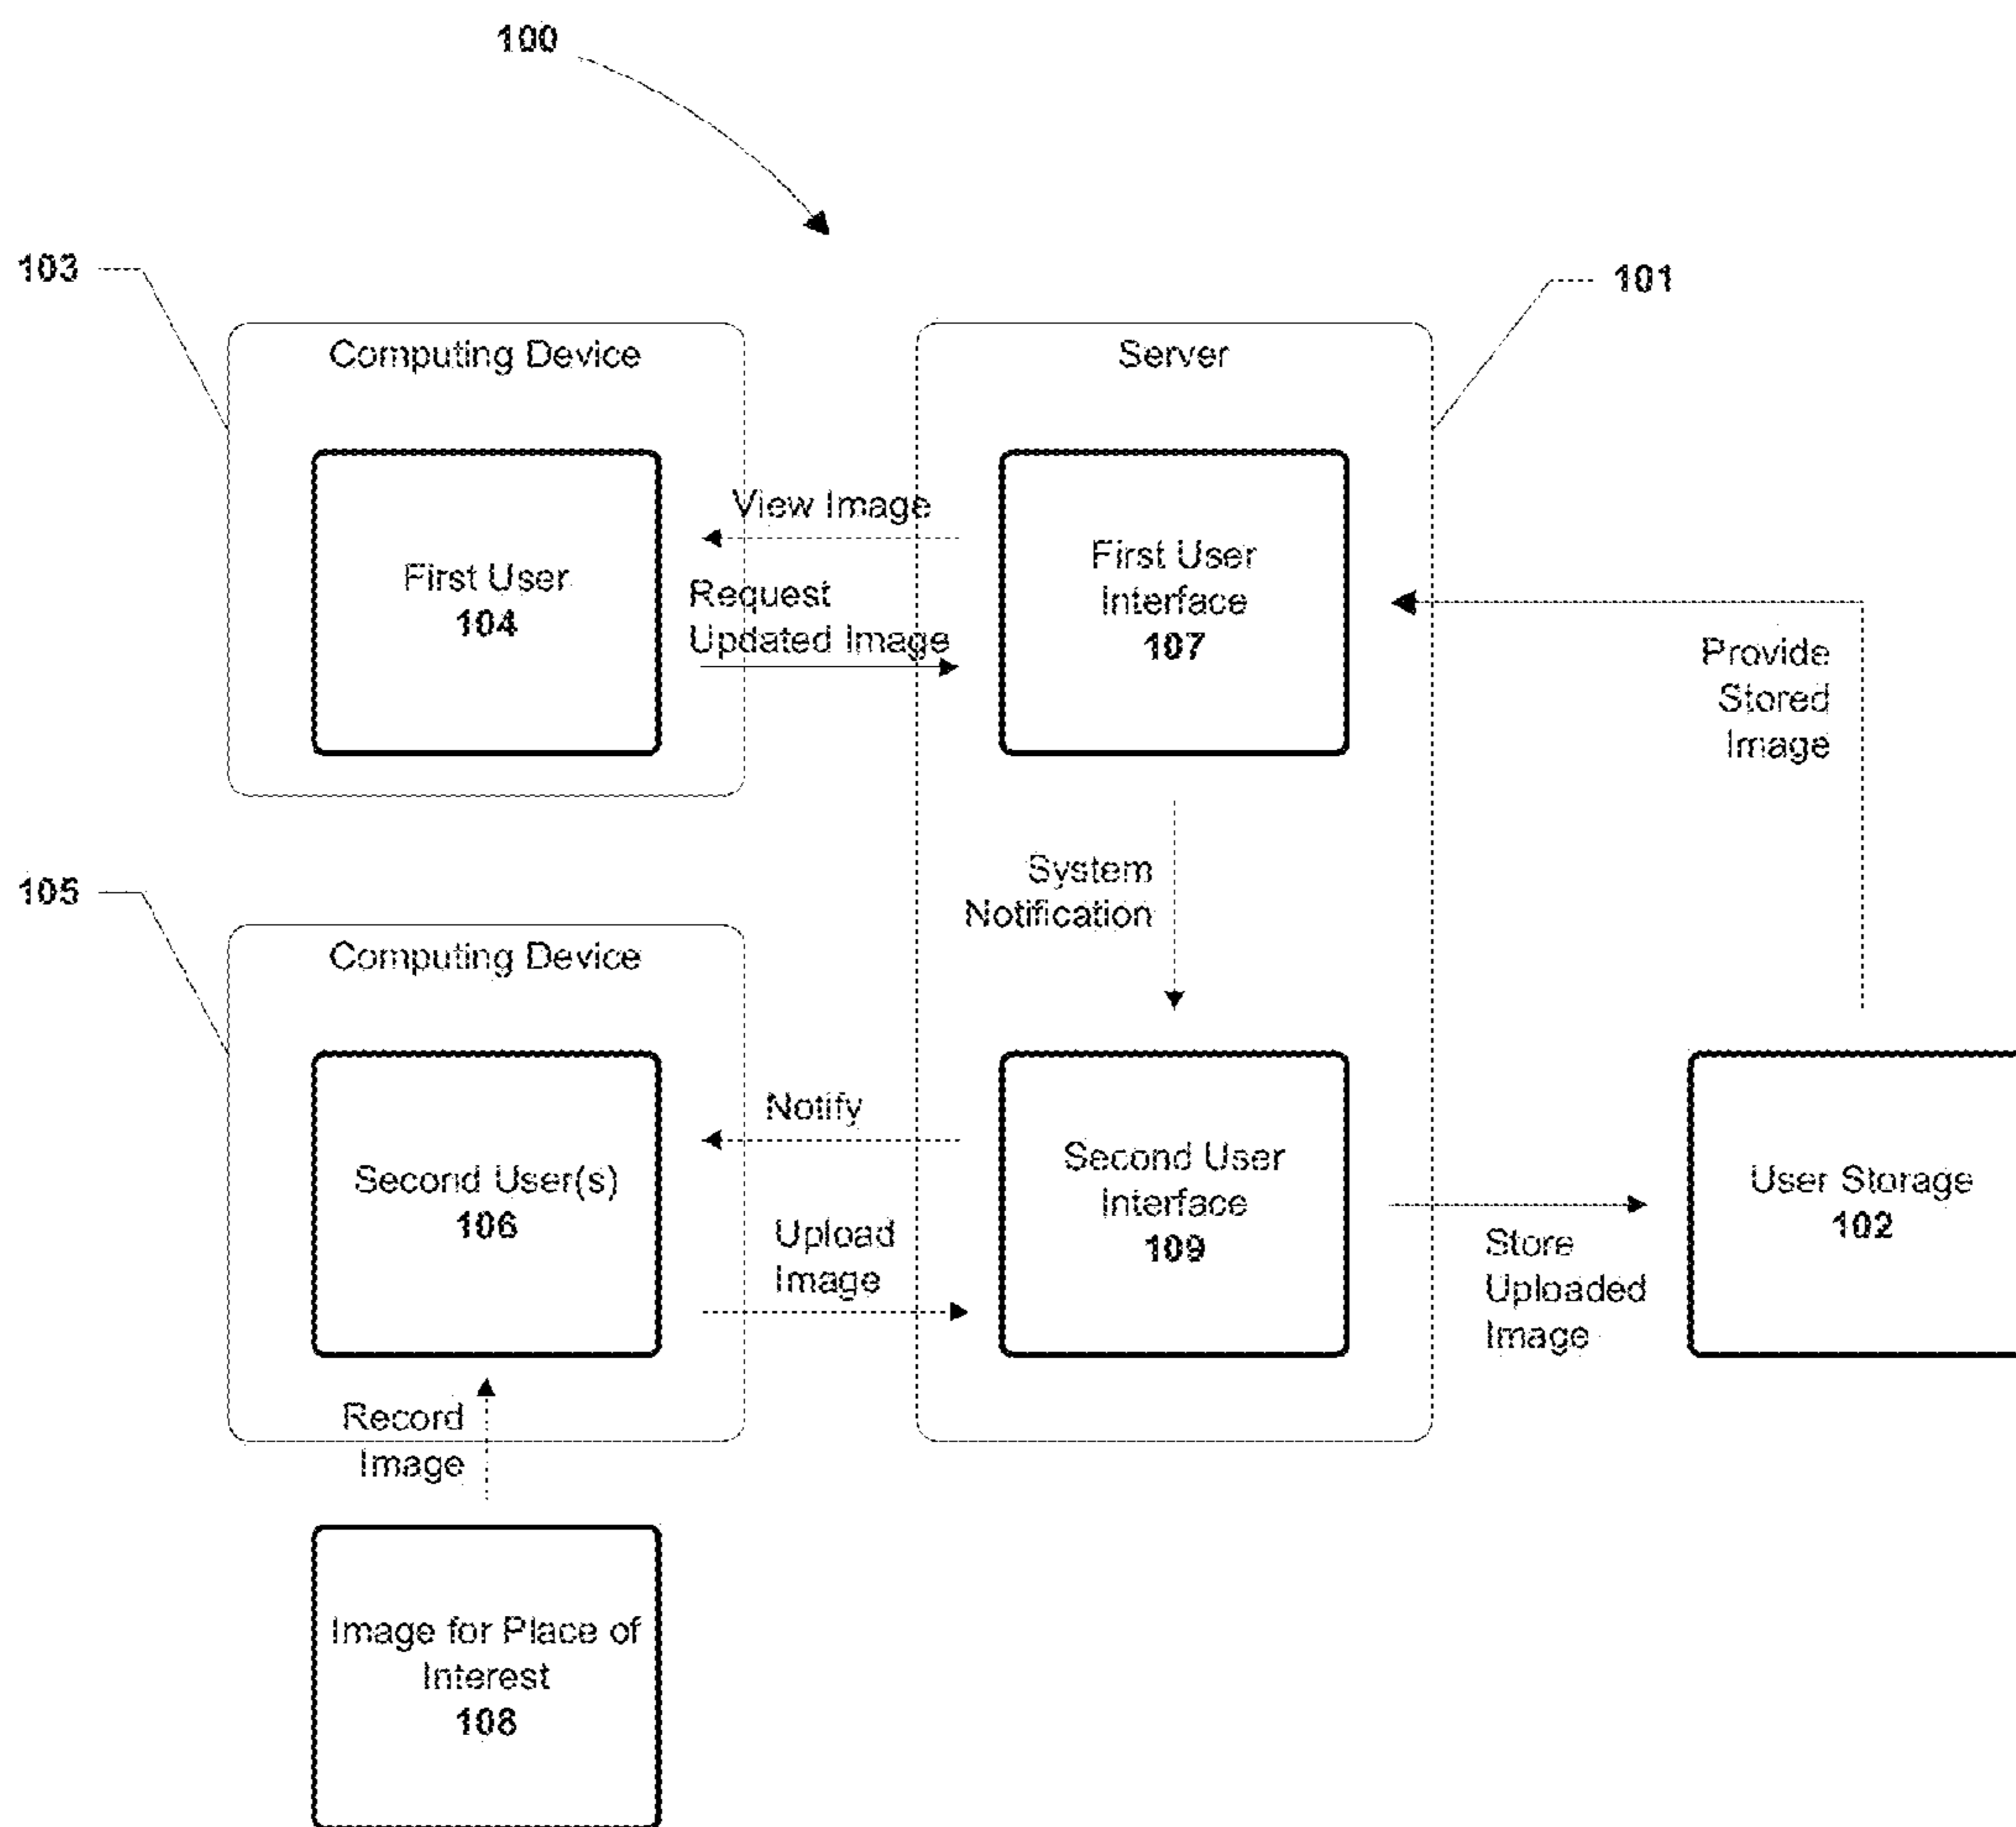 100
103
101
Computing Device
Server
View Image
First User
104
Request
Updated Image
First User
Interface
107
Provide
Stored
Image
System
Notification
105
Computing Device
Notify
Second User(s)
106
Upload
Image
Second User
Interface
109
Store
Uploaded
Image
User Storage
102
Record
Image
Image for Place of
Interest
108